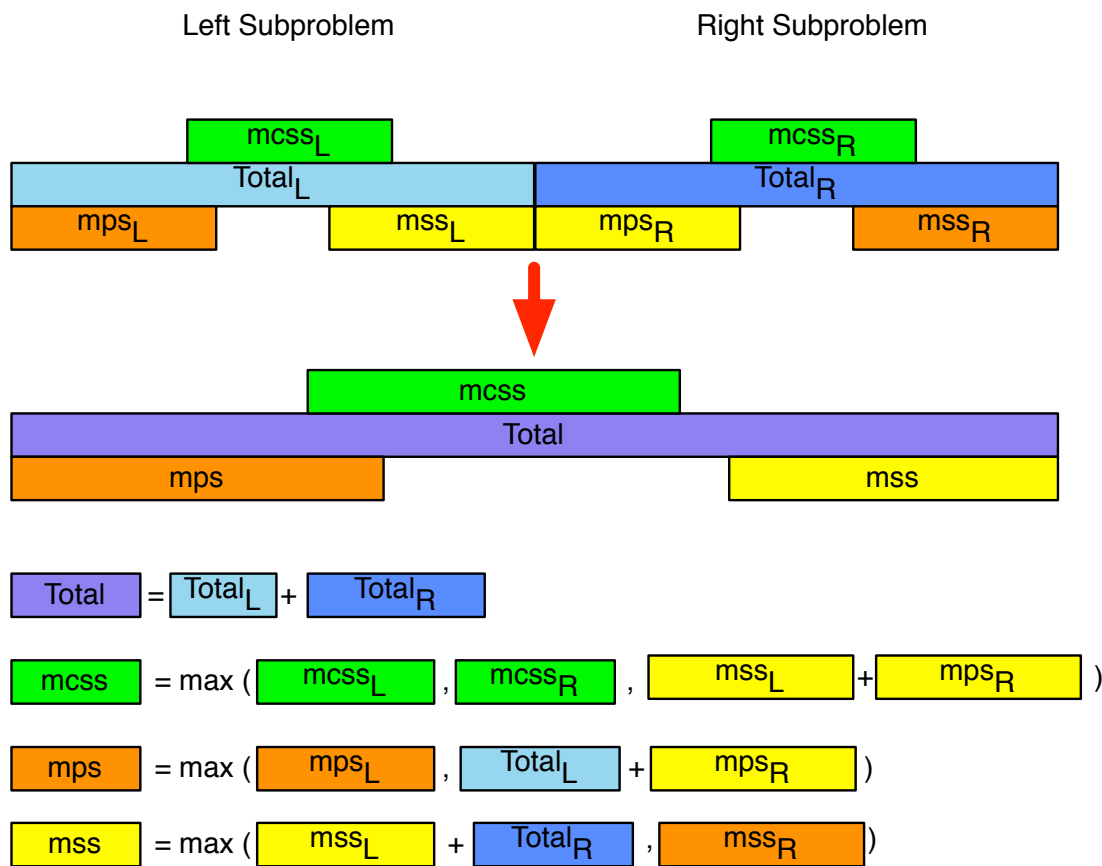 Left Subproblem Right Subproblem
mcssL mcssR
TotalL TotalR
mpsL mssL mpsR mssR
mcss
Total
mps mss
Total = TotalL + TotalR
mcss = max ( mcssL , mcssR , mssL + mpsR )
mps = max ( mpsL , TotalL + mpsR )
mss = max ( mssL + TotalR , mssR )